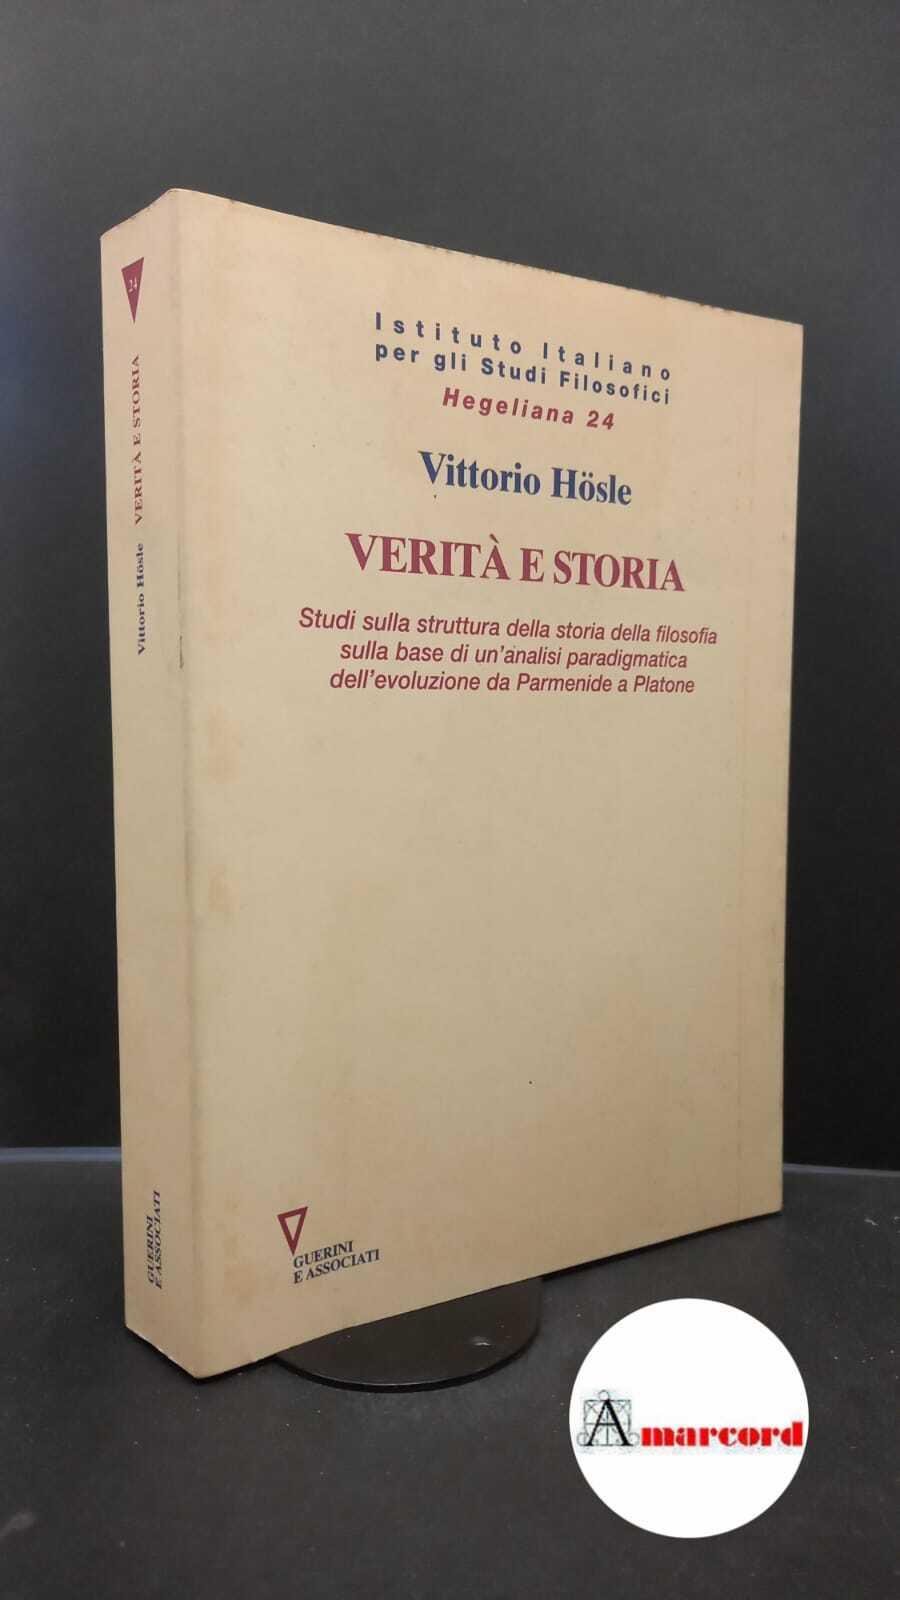 Istituto Italiano
per gli Studi Filosofici
Hegeliana 24
Vittorio Hösle
VERITÀ E STORIA
Studi sulla struttura della storia della filosofia
sulla base di un'analisi paradigmatica
dell'evoluzione da Parmenide a Platone
GUERINI
E ASSOCIATI
24
Vittorio Hösle VERITÀ E STORIA
GUERINI
E ASSOCIATI
Amarcord